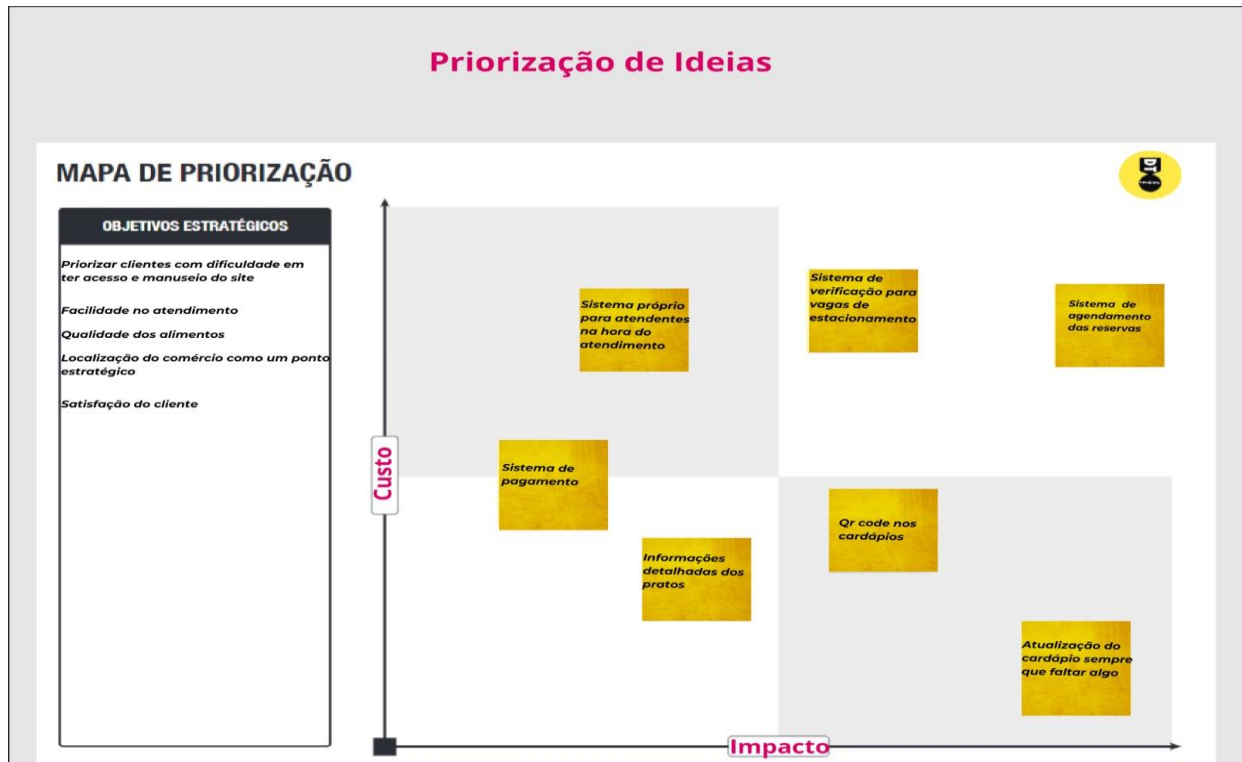 Priorização de Ideias
MAPA DE PRIORIZAÇÃO
DT
OBJETIVOS ESTRATÉGICOS
Priorizar clientes com dificuldade em
ter acesso e manuseio do site
Facilidade no atendimento
Qualidade dos alimentos
Localização do comércio como um ponto
estratégico
Satisfação do cliente
Custo
Sistema próprio
para atendentes
na hora do
atendimento
Sistema de
verificação para
vagas de
estacionamento
Sistema de
agendamento
das reservas
Sistema de
pagamento
Informações
detalhadas dos
pratos
Qr code nos
cardápios
Atualização do
cardápio sempre
que faltar algo
Impacto